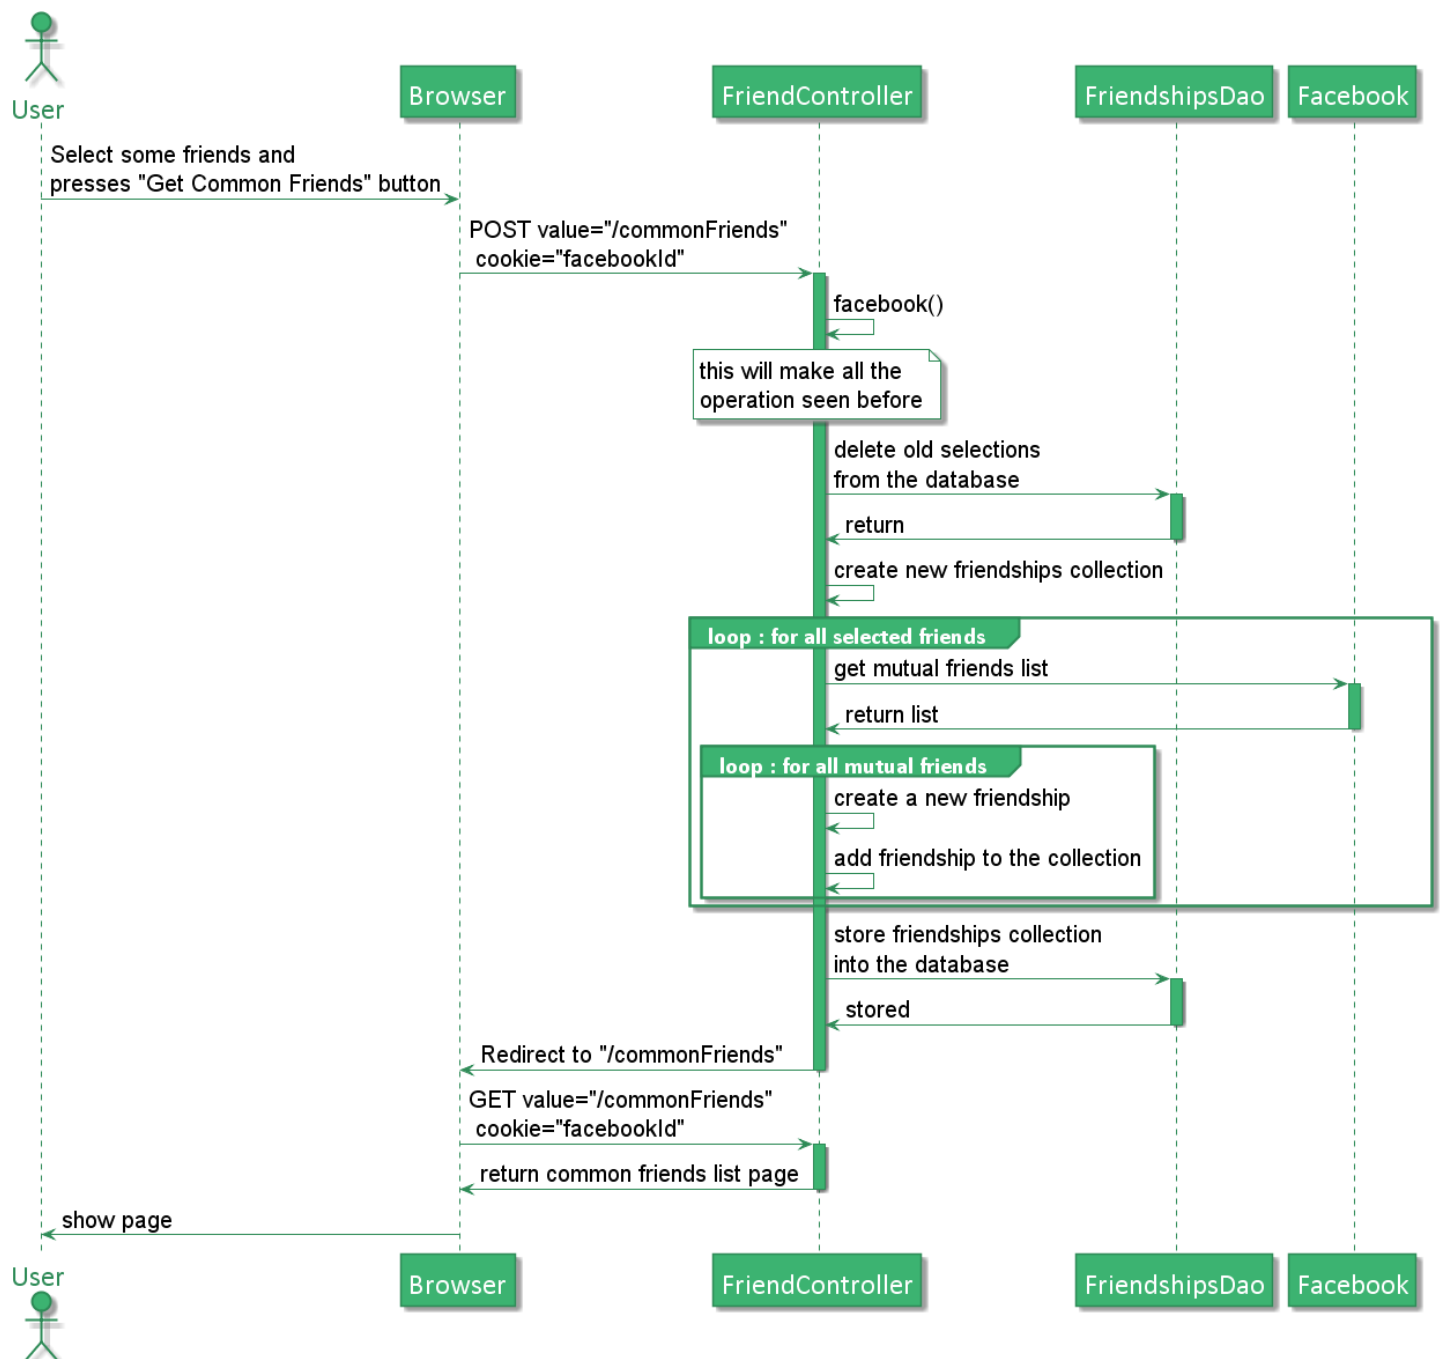 User
Browser
FriendController
FriendshipsDao
Facebook
Select some friends and
presses "Get Common Friends" button
POST value="/commonFriends"
cookie="facebookId"
facebook()
this will make all the
operation seen before
delete old selections
from the database
return
create new friendships collection
loop : for all selected friends
get mutual friends list
return list
loop : for all mutual friends
create a new friendship
add friendship to the collection
store friendships collection
into the database
stored
Redirect to "/commonFriends"
GET value="/commonFriends"
cookie="facebookId"
return common friends list page
show page
User
Browser
FriendController
FriendshipsDao
Facebook